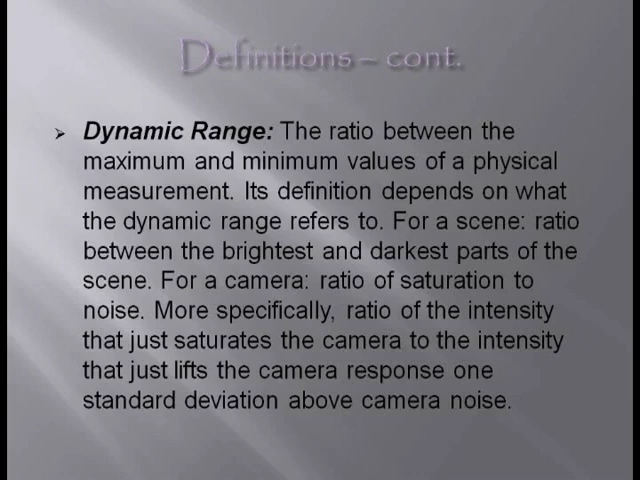 Definitions – cont.
➢ Dynamic Range: The ratio between the
maximum and minimum values of a physical
measurement. Its definition depends on what
the dynamic range refers to. For a scene: ratio
between the brightest and darkest parts of the
scene. For a camera: ratio of saturation to
noise. More specifically, ratio of the intensity
that just saturates the camera to the intensity
that just lifts the camera response one
standard deviation above camera noise.